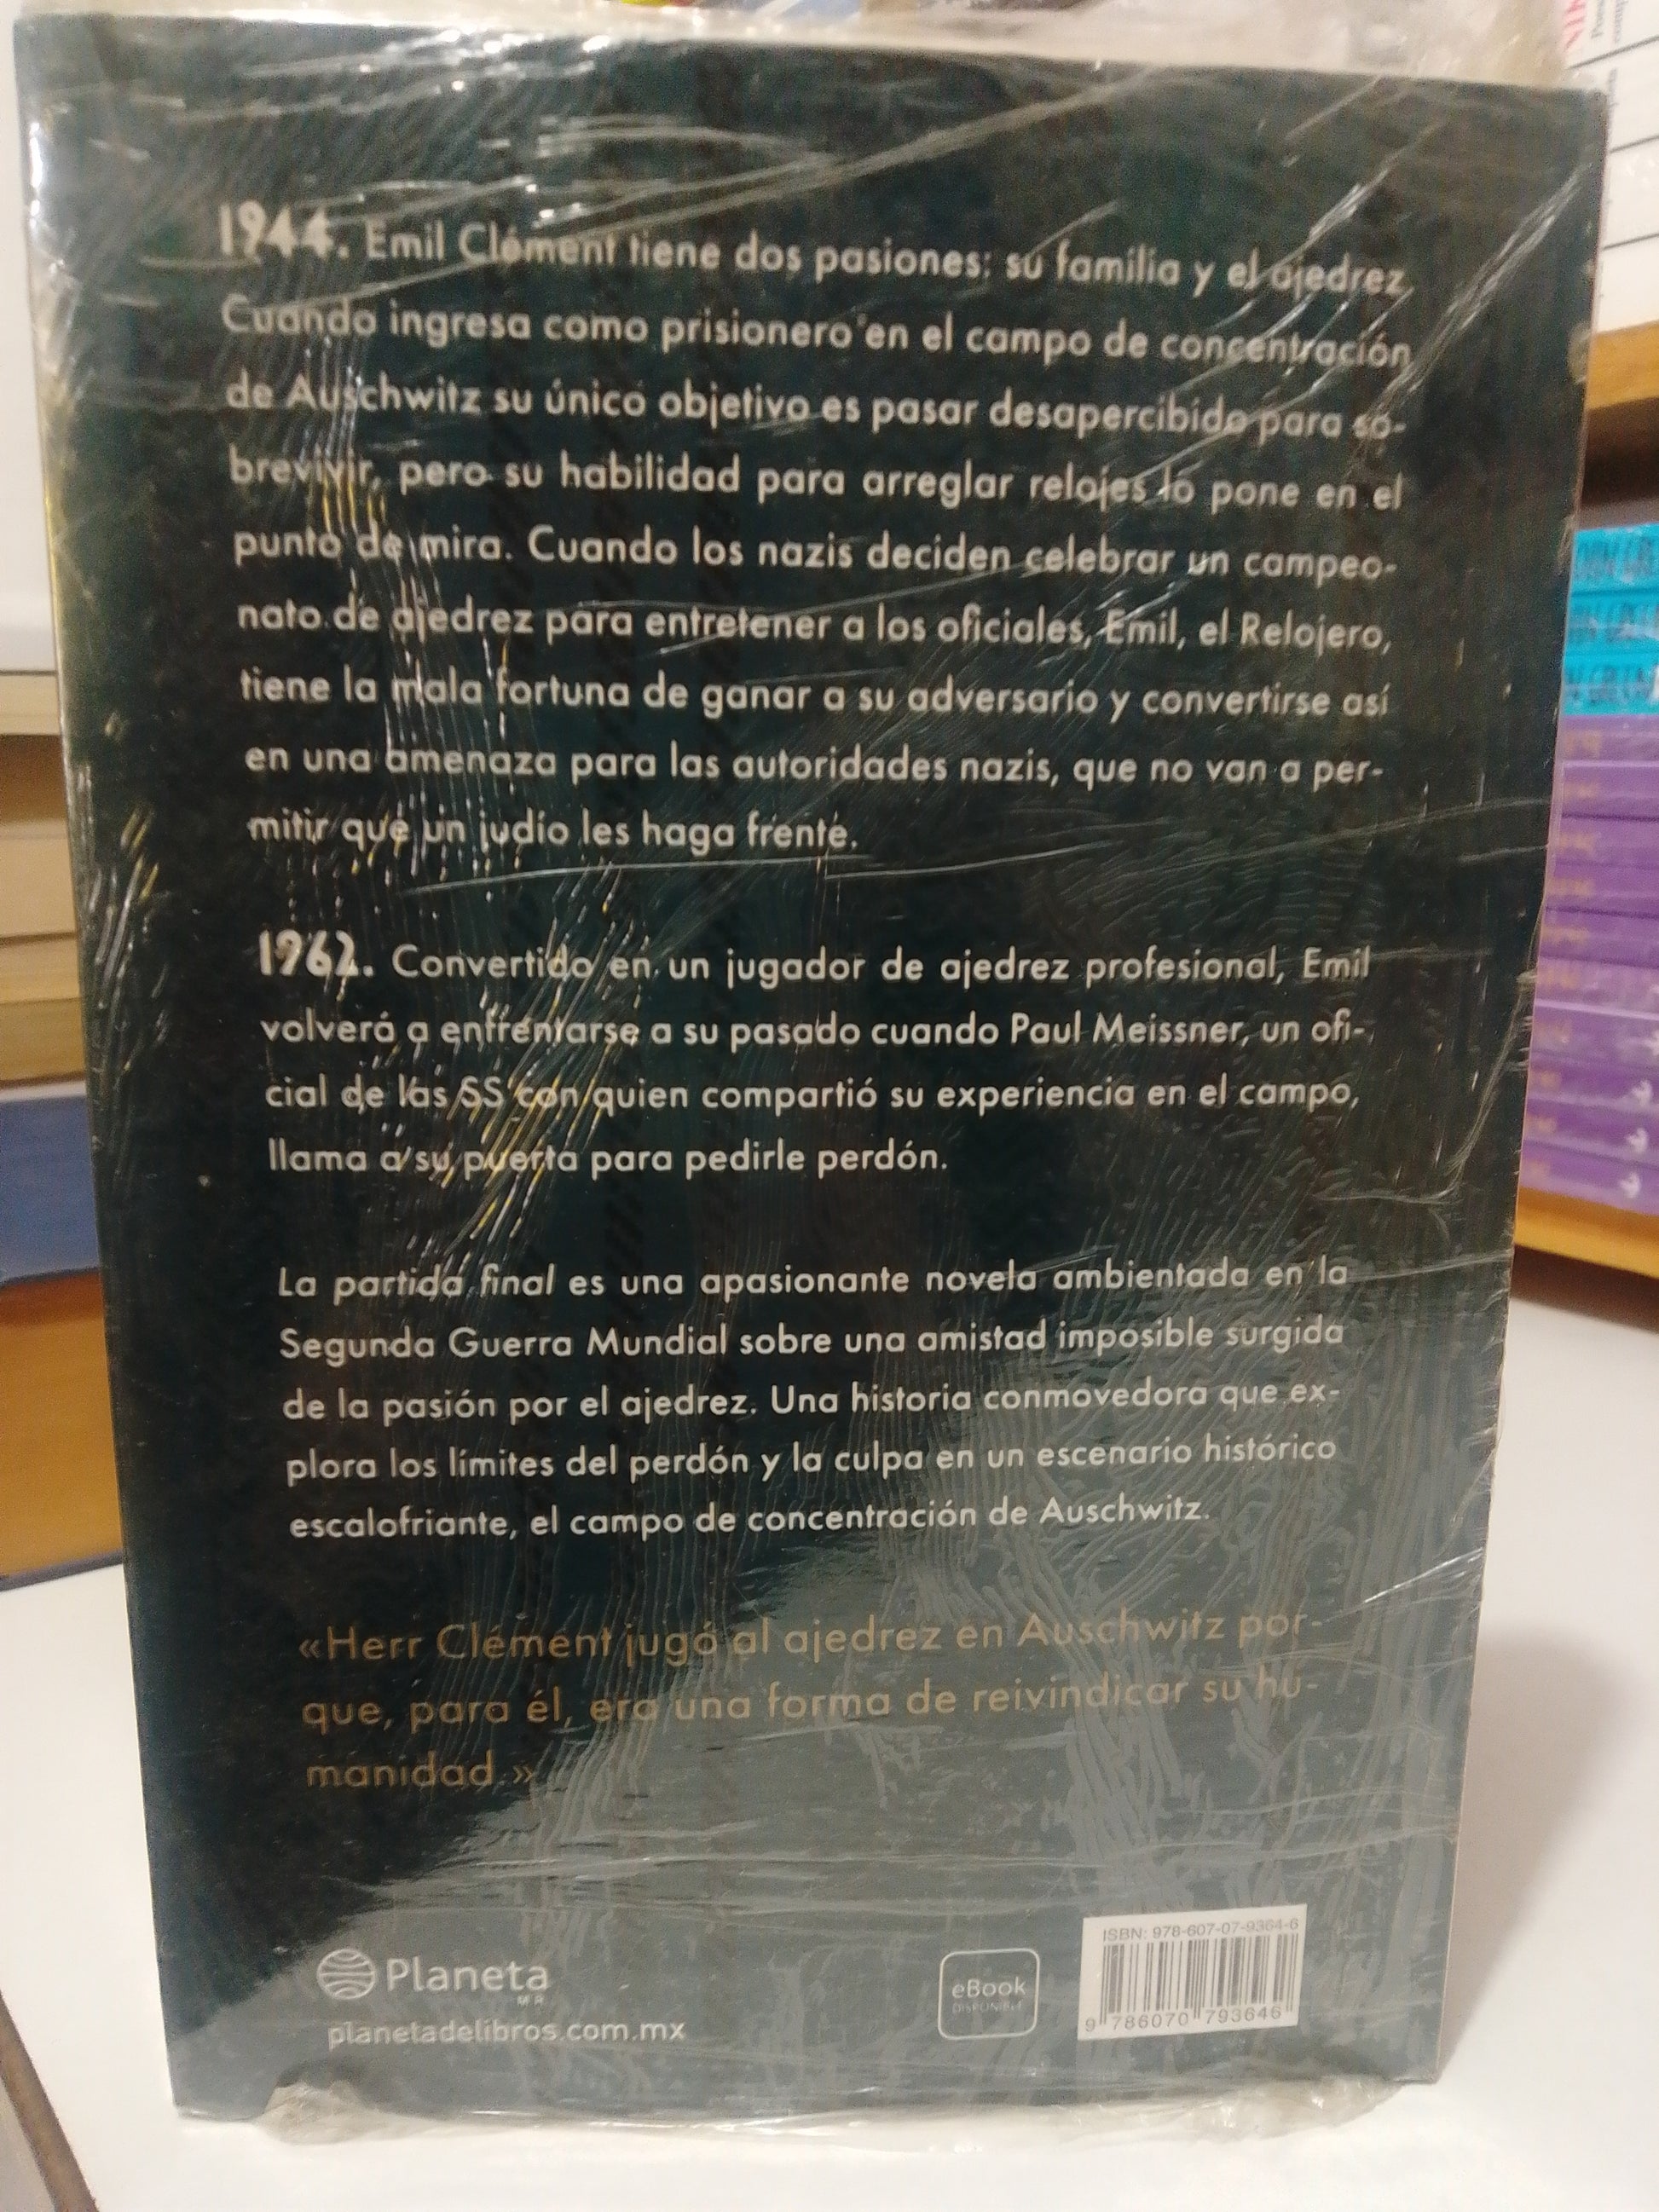 1944. Emil Clément tiene dos pasiones: su familia y el ajedrez.
Cuando ingresa como prisionero en el campo de concentración
de Auschwitz su único objetivo es pasar desapercibido para so-
brevivir, pero su habilidad para arreglar relojes lo pone en el
punto de mira. Cuando los nazis deciden celebrar un campeo-
nato de ajedrez para entretener a los oficiales, Emil, el Relojero,
tiene la mala fortuna de ganar a su adversario y convertirse así
en una amenaza para las autoridades nazis, que no van a per-
mitir que un judío les haga frente.
1962. Convertido en un jugador de ajedrez profesional, Emil
volverá a enfrentarse a su pasado cuando Paul Meissner, un ofi-
cial de las SS con quien compartió su experiencia en el campo,
llama a su puerta para pedirle perdón.
La partida final es una apasionante novela ambientada en la
Segunda Guerra Mundial sobre una amistad imposible surgida
de la pasión por el ajedrez. Una historia conmovedora que ex-
plora los límites del perdón y la culpa en un escenario histórico
escalofriante, el campo de concentración de Auschwitz.
«Herr Clément jugó al ajedrez en Auschwitz por-
que, para él, era una forma de reivindicar su hu-
manidad.»
Planeta
MR
planetadelibros.com.mx
eBook
DISPONIBLE
ISBN: 978-607-07-9364-6
9 786070 793646